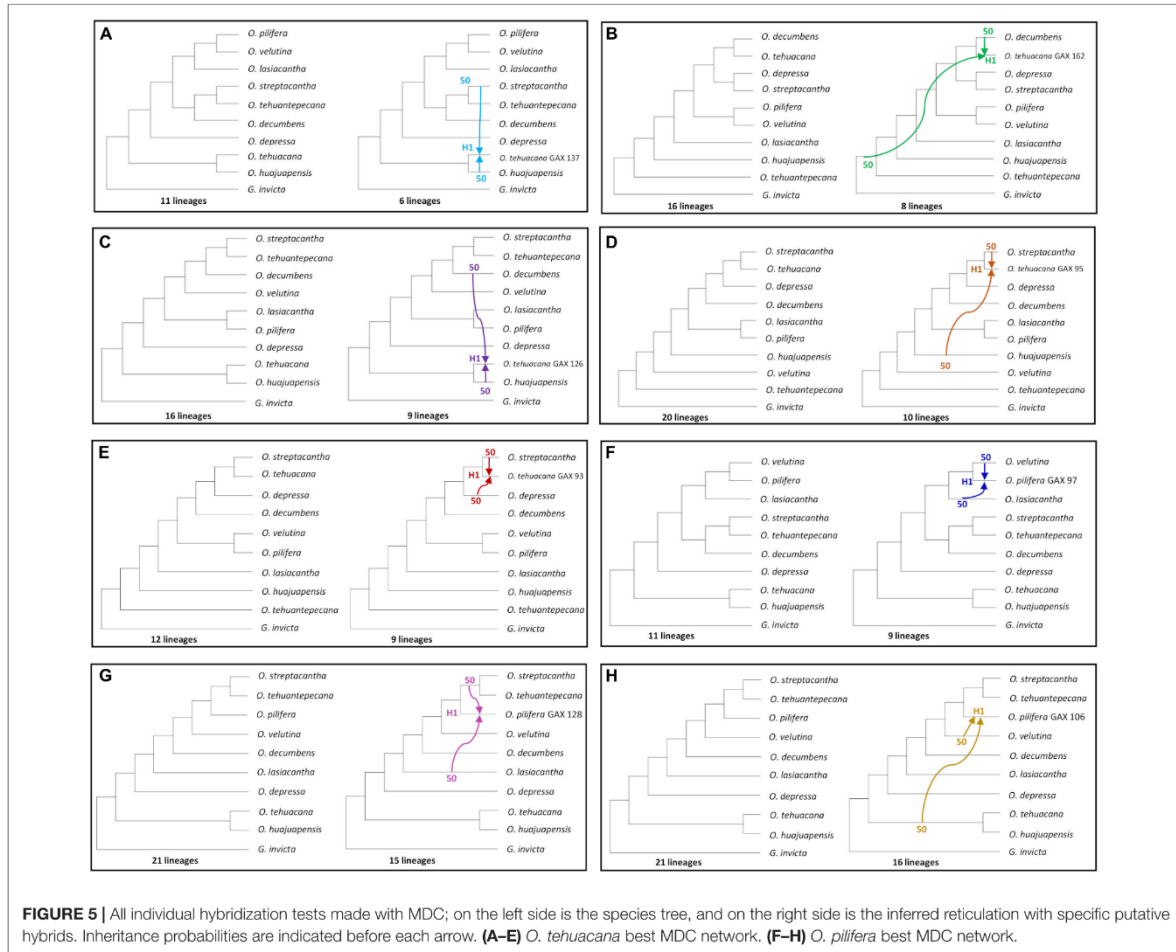 A
O. pilifera
O. velutina
O. lasiacantha
O. streptacantha
O. tehuantepecana
O. decumbens
O. depressa
O. tehuacana
O. huajuapensis
G. invicta
11 lineages
O. pilifera
O. velutina
O. lasiacantha
50
O. streptacantha
O. tehuantepecana
O. decumbens
O. depressa
H1
O. tehuacana GAX 137
O. huajuapensis
50
G. invicta
6 lineages
B
O. decumbens
O. tehuacana
O. depressa
O. streptacantha
O. pilifera
O. velutina
O. lasiacantha
O. huajuapensis
O. tehuantepecana
G. invicta
16 lineages
50
O. decumbens
H1
O. tehuacana GAX 162
O. depressa
O. streptacantha
O. pilifera
O. velutina
O. lasiacantha
O. huajuapensis
50
O. tehuantepecana
G. invicta
8 lineages
C
O. streptacantha
O. tehuantepecana
O. decumbens
O. velutina
O. lasiacantha
O. pilifera
O. depressa
O. tehuacana
O. huajuapensis
G. invicta
16 lineages
O. streptacantha
O. tehuantepecana
50
O. decumbens
O. velutina
O. lasiacantha
O. pilifera
O. depressa
H1
O. tehuacana GAX 126
O. huajuapensis
50
G. invicta
9 lineages
D
O. streptacantha
O. tehuacana
O. depressa
O. decumbens
O. lasiacantha
O. pilifera
O. huajuapensis
O. velutina
O. tehuantepecana
G. invicta
20 lineages
50
O. streptacantha
H1
O. tehuacana GAX 95
O. depressa
O. decumbens
O. lasiacantha
O. pilifera
O. huajuapensis
50
O. velutina
O. tehuantepecana
G. invicta
10 lineages
E
O. streptacantha
O. tehuacana
O. depressa
O. decumbens
O. velutina
O. pilifera
O. lasiacantha
O. huajuapensis
O. tehuantepecana
G. invicta
12 lineages
50
O. streptacantha
H1
O. tehuacana GAX 93
O. depressa
50
O. decumbens
O. velutina
O. pilifera
O. lasiacantha
O. huajuapensis
O. tehuantepecana
G. invicta
9 lineages
F
O. velutina
O. pilifera
O. lasiacantha
O. streptacantha
O. tehuantepecana
O. decumbens
O. depressa
O. tehuacana
O. huajuapensis
G. invicta
11 lineages
50
O. velutina
H1
O. pilifera GAX 97
O. lasiacantha
50
O. streptacantha
O. tehuantepecana
O. decumbens
O. depressa
O. tehuacana
O. huajuapensis
G. invicta
9 lineages
G
O. streptacantha
O. tehuantepecana
O. pilifera
O. velutina
O. decumbens
O. lasiacantha
O. depressa
O. tehuacana
O. huajuapensis
G. invicta
21 lineages
50
O. streptacantha
O. tehuantepecana
H1
O. pilifera GAX 128
O. velutina
O. decumbens
O. lasiacantha
50
O. depressa
O. tehuacana
O. huajuapensis
G. invicta
15 lineages
H
O. streptacantha
O. tehuantepecana
O. pilifera
O. velutina
O. decumbens
O. lasiacantha
O. depressa
O. tehuacana
O. huajuapensis
G. invicta
21 lineages
O. streptacantha
O. tehuantepecana
H1
O. pilifera GAX 106
O. velutina
50
O. decumbens
O. lasiacantha
O. depressa
O. tehuacana
50
O. huajuapensis
G. invicta
16 lineages
FIGURE 5 | All individual hybridization tests made with MDC; on the left side is the species tree, and on the right side is the inferred reticulation with specific putative
hybrids. Inheritance probabilities are indicated before each arrow. (A–E) O. tehuacana best MDC network. (F–H) O. pilifera best MDC network.